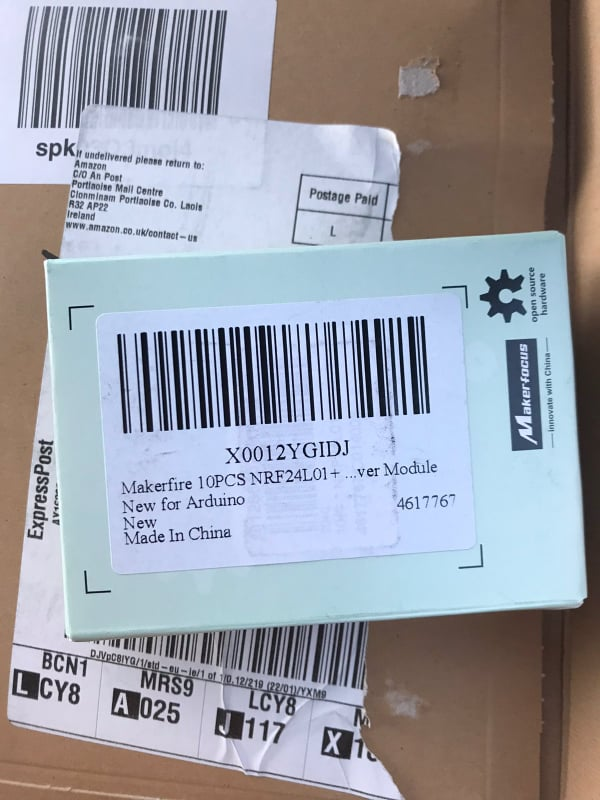 spk
If undelivered please return to:
Amazon
C/O An Post
Portlaoise Mail Centre
Clonminam Portlaoise Co. Laois
R32 AP22
Ireland
www.amazon.co.uk/contact-us
Postage Paid
L
open source
hardware
Makerfocus
innovate with China
X0012YGIDJ
Makerfire 10PCS NRF24L01+ ...ver Module
New for Arduino
4617767
New
Made In China
ExpressPost
DJVpC8IYG/1/std-eu-ie/1 of 1/0.12/219 (22/01)/YXM9
BCN1
L CY8
MRS9
A 025
LCY8
J 117
X